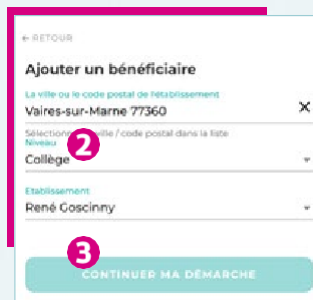 ← RETOUR
Ajouter un bénéficiaire
La ville ou le code postal de l'établissement
Vaires-sur-Marne 77360 ×
Sélectionnez ville / code postal dans la liste
Niveau
2
Collège
Etablissement
René Goscinny
3
CONTINUER MA DÉMARCHE